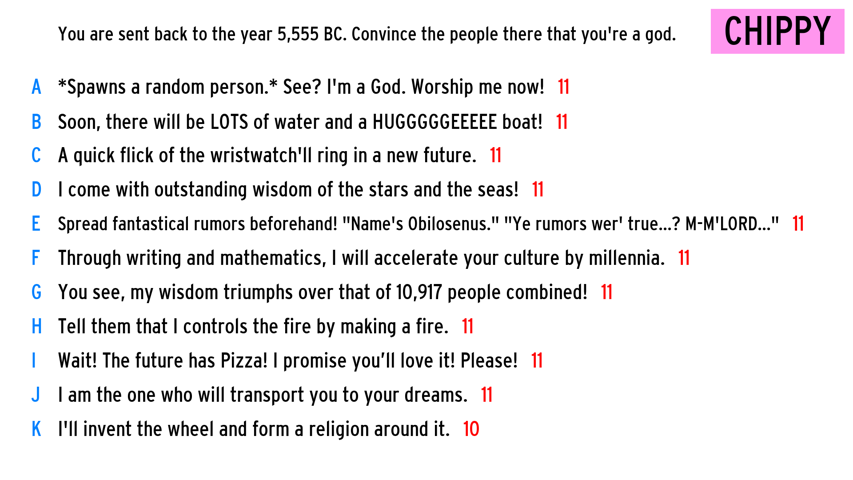 You are sent back to the year 5,555 BC. Convince the people there that you're a god.
CHIPPY
A *Spawns a random person.* See? I'm a God. Worship me now! 11
B Soon, there will be LOTS of water and a HUGGGGGEEEEE boat! 11
C A quick flick of the wristwatch'll ring in a new future. 11
D I come with outstanding wisdom of the stars and the seas! 11
E Spread fantastical rumors beforehand! "Name's Obilosenus." "Ye rumors wer' true...? M-M'LORD..." 11
F Through writing and mathematics, I will accelerate your culture by millennia. 11
G You see, my wisdom triumphs over that of 10,917 people combined! 11
H Tell them that I controls the fire by making a fire. 11
I Wait! The future has Pizza! I promise you’ll love it! Please! 11
J I am the one who will transport you to your dreams. 11
K I'll invent the wheel and form a religion around it. 10